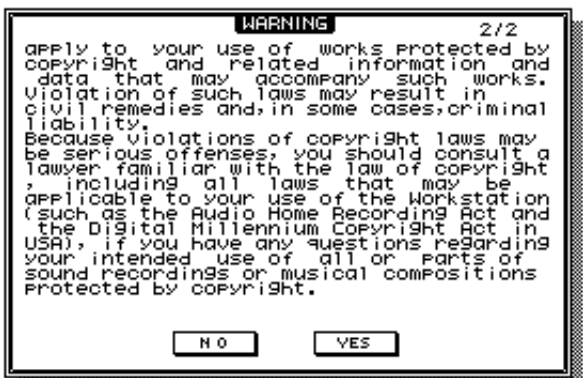 WARNING
2/2
apply to your use of works protected by
copyright and related information and
data that may accompany such works.
Violation of such laws may result in
civil remedies and,in some cases,criminal
liability.
Because violations of copyright laws may
be serious offenses, you should consult a
lawyer familiar with the law of copyright
, including all laws that may be
applicable to your use of the Workstation
(such as the Audio Home Recording Act and
the Digital Millennium Copyright Act in
USA), if you have any questions regarding
your intended use of all or parts of
sound recordings or musical compositions
protected by copyright.
NO YES